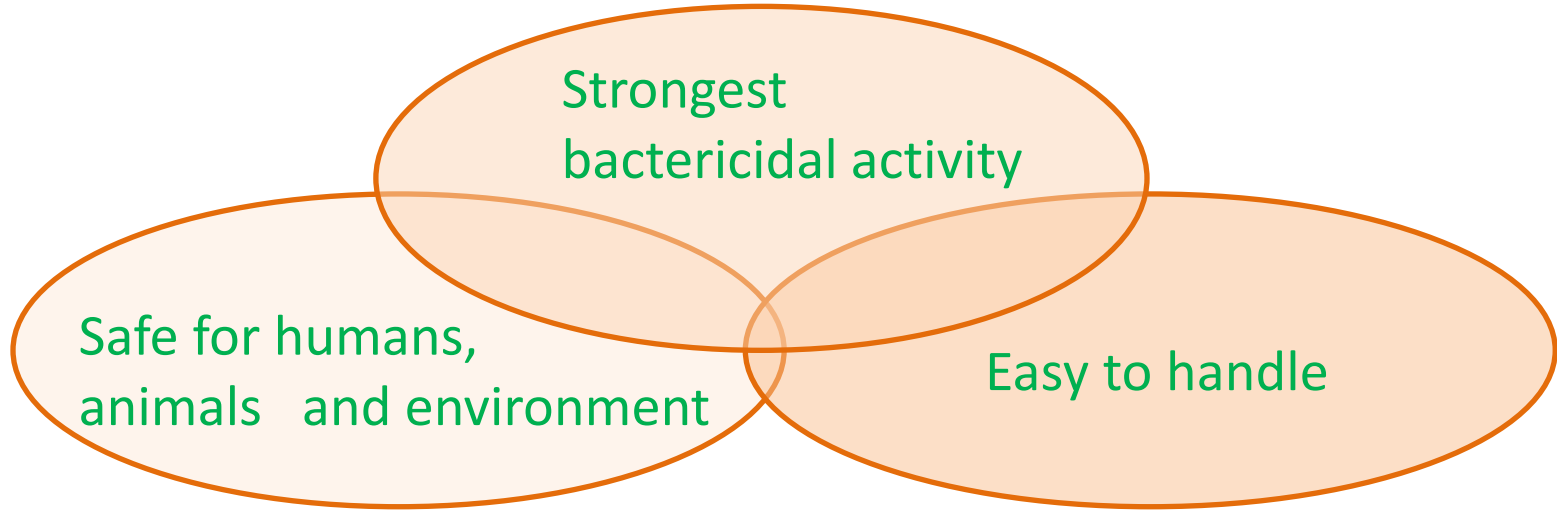 Strongest
bactericidal activity
Safe for humans,
animals   and environment
Easy to handle